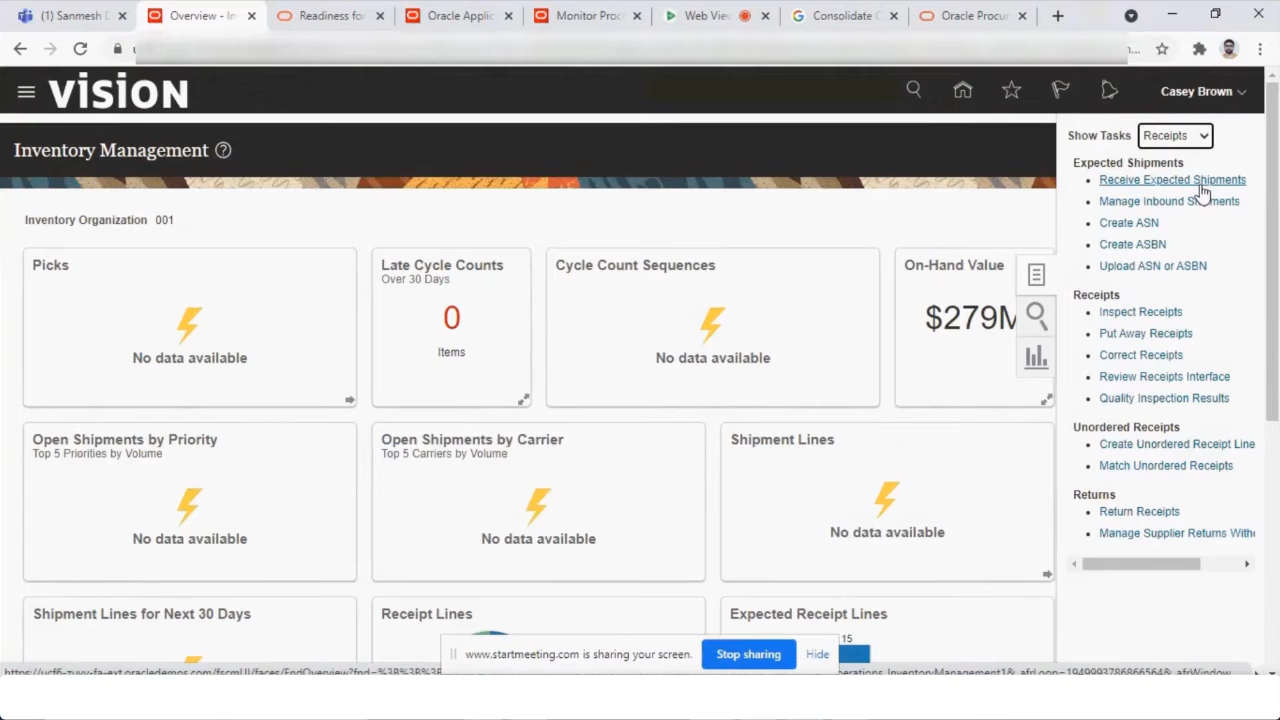 (1) Sanmesh D
Overview - In
Readiness for
Oracle Applic
Monitor Proc
Web Vie
Consolidate C
Oracle Procu
vision
Casey Brown
Show Tasks Receipts
Inventory Management
Expected Shipments
Receive Expected Shipments
Manage Inbound Shipments
Create ASN
Create ASBN
Upload ASN or ASBN
Receipts
Inspect Receipts
Put Away Receipts
Correct Receipts
Review Receipts Interface
Quality Inspection Results
Unordered Receipts
Create Unordered Receipt Line
Match Unordered Receipts
Returns
Return Receipts
Manage Supplier Returns With
Inventory Organization 001
Picks
No data available
Late Cycle Counts
Over 30 Days
0
Items
Cycle Count Sequences
No data available
On-Hand Value
$279M
Open Shipments by Priority
Top 5 Priorities by Volume
No data available
Open Shipments by Carrier
Top 5 Carriers by Volume
No data available
Shipment Lines
No data available
Shipment Lines for Next 30 Days
Receipt Lines
Expected Receipt Lines
15
www.startmeeting.com is sharing your screen.
Stop sharing
Hide